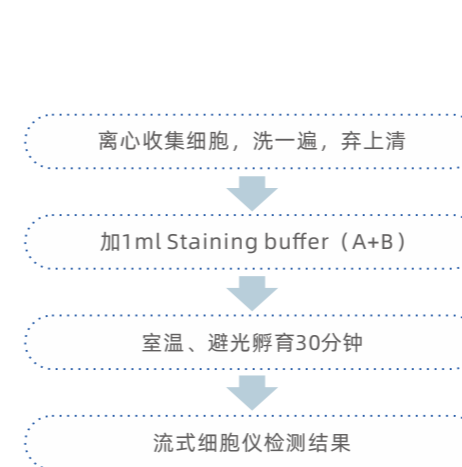 离心收集细胞，洗一遍，弃上清
加1ml Staining buffer（A+B）
室温、避光孵育30分钟
流式细胞仪检测结果